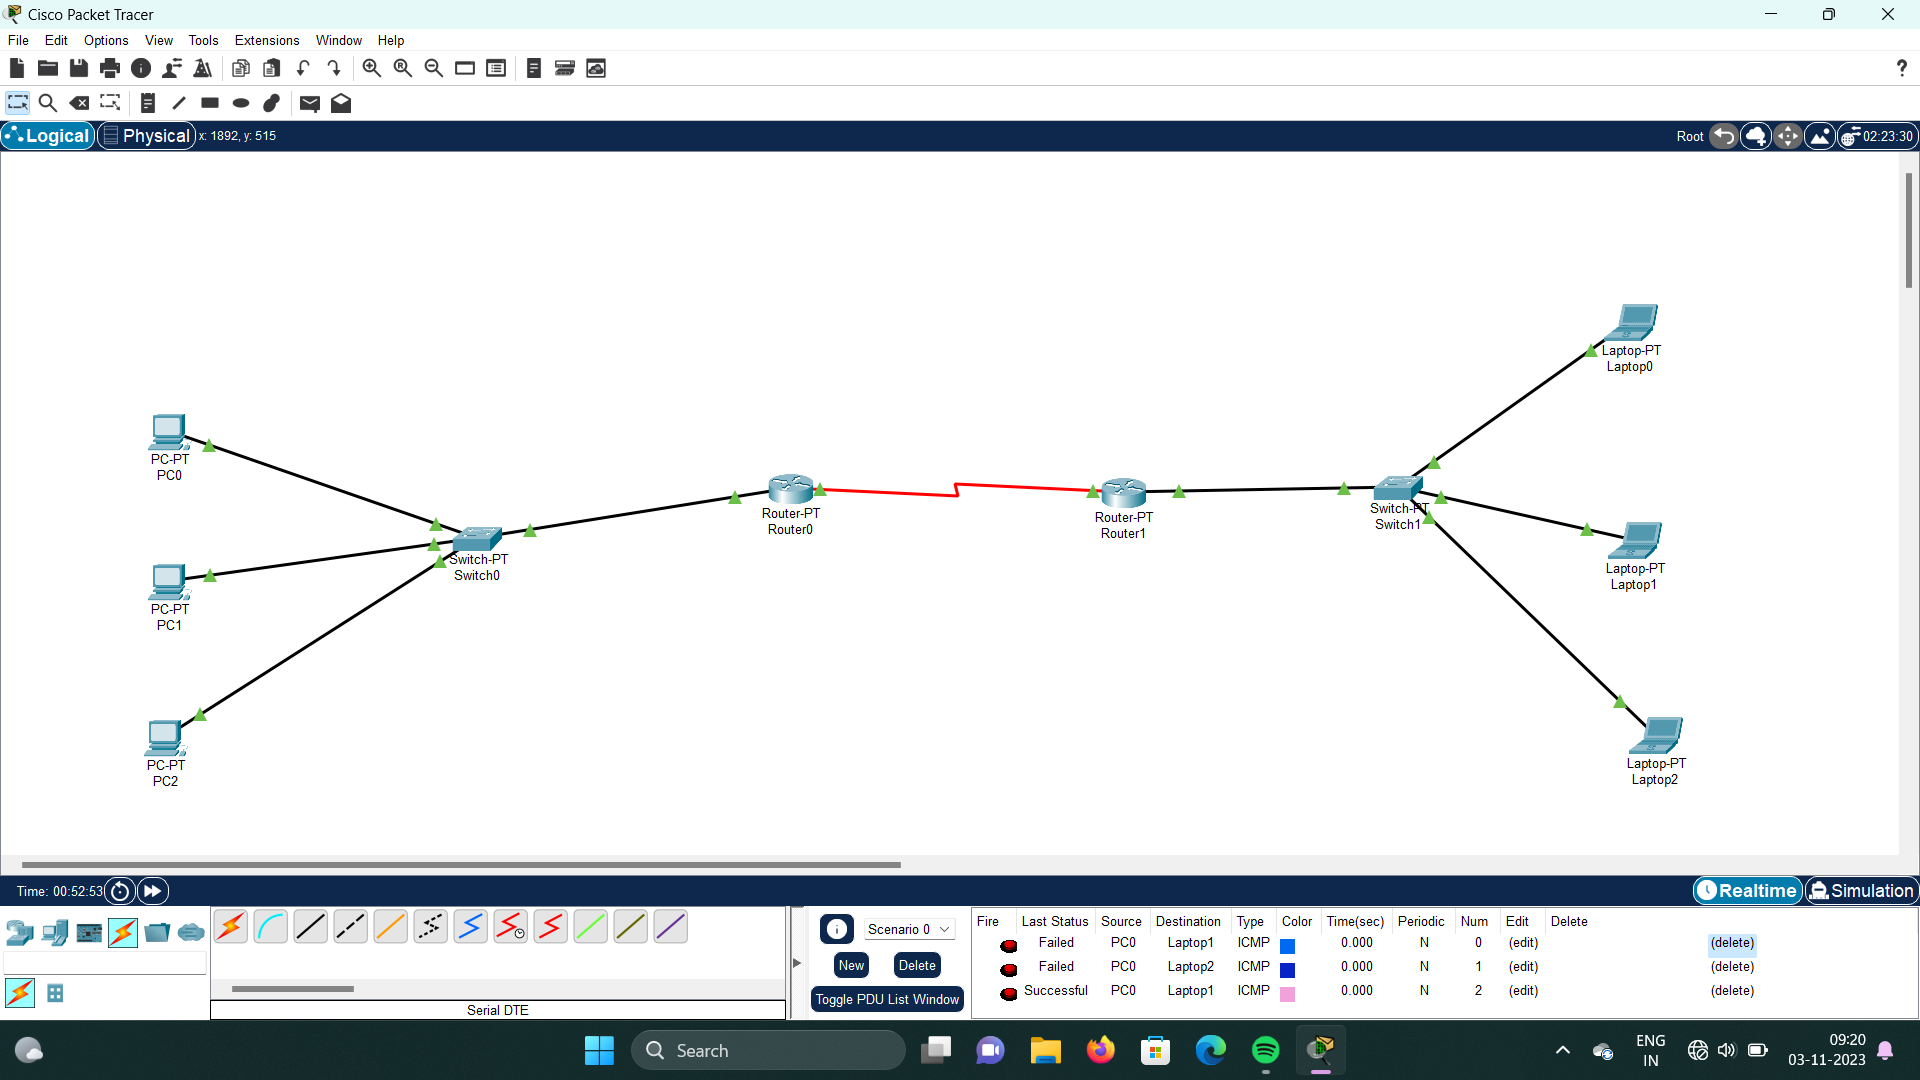 Cisco Packet Tracer
File Edit Options View Tools Extensions Window Help
?
Logical Physical x: 1892, y: 515 Root 02:23:30
Laptop-PT
Laptop0
PC-PT
PC0
Router-PT
Router0
Router-PT
Router1
Switch-PT
Switch1
Switch-PT
Switch0
Laptop-PT
Laptop1
PC-PT
PC1
PC-PT
PC2
Laptop-PT
Laptop2
Time: 00:52:53 Realtime Simulation
Scenario 0
New Delete
Toggle PDU List Window
Serial DTE
Fire Last Status Source Destination Type Color Time(sec) Periodic Num Edit Delete
Failed PC0 Laptop1 ICMP 0.000 N 0 (edit) (delete)
Failed PC0 Laptop2 ICMP 0.000 N 1 (edit) (delete)
Successful PC0 Laptop1 ICMP 0.000 N 2 (edit) (delete)
Search
ENG
IN
09:20
03-11-2023